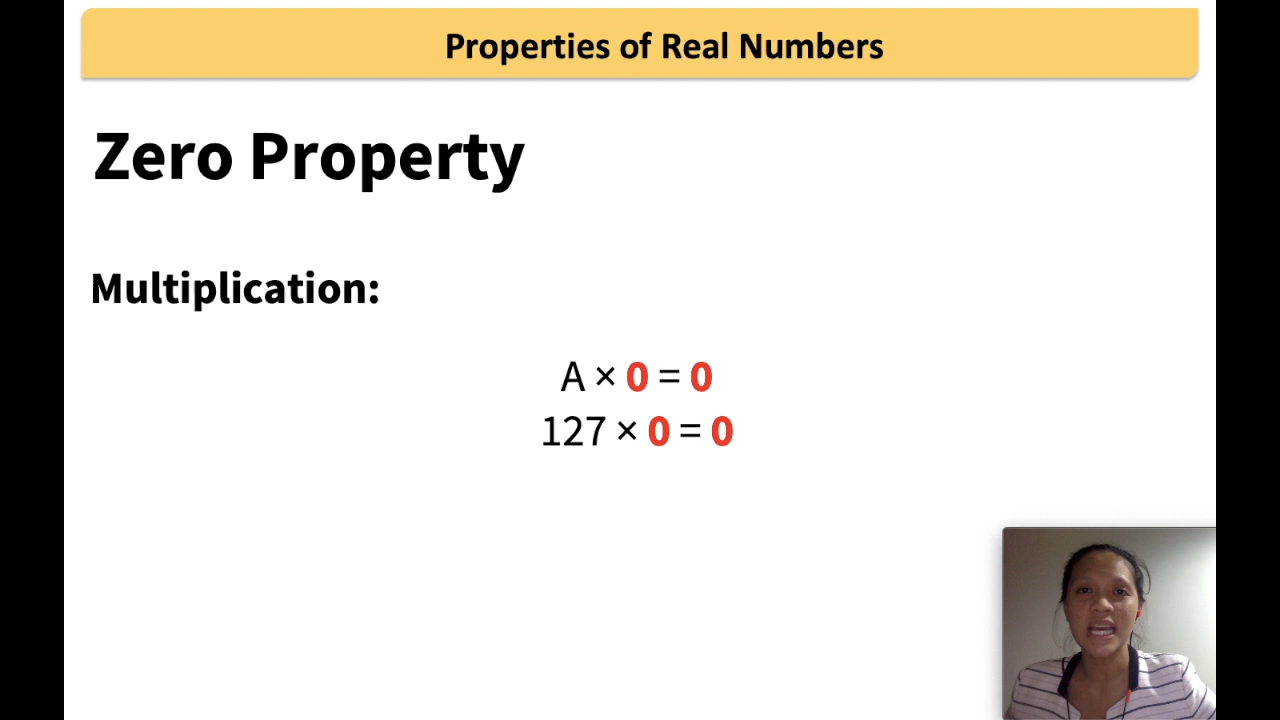 Properties of Real Numbers
Zero Property
Multiplication:
A × 0 = 0
127 × 0 = 0